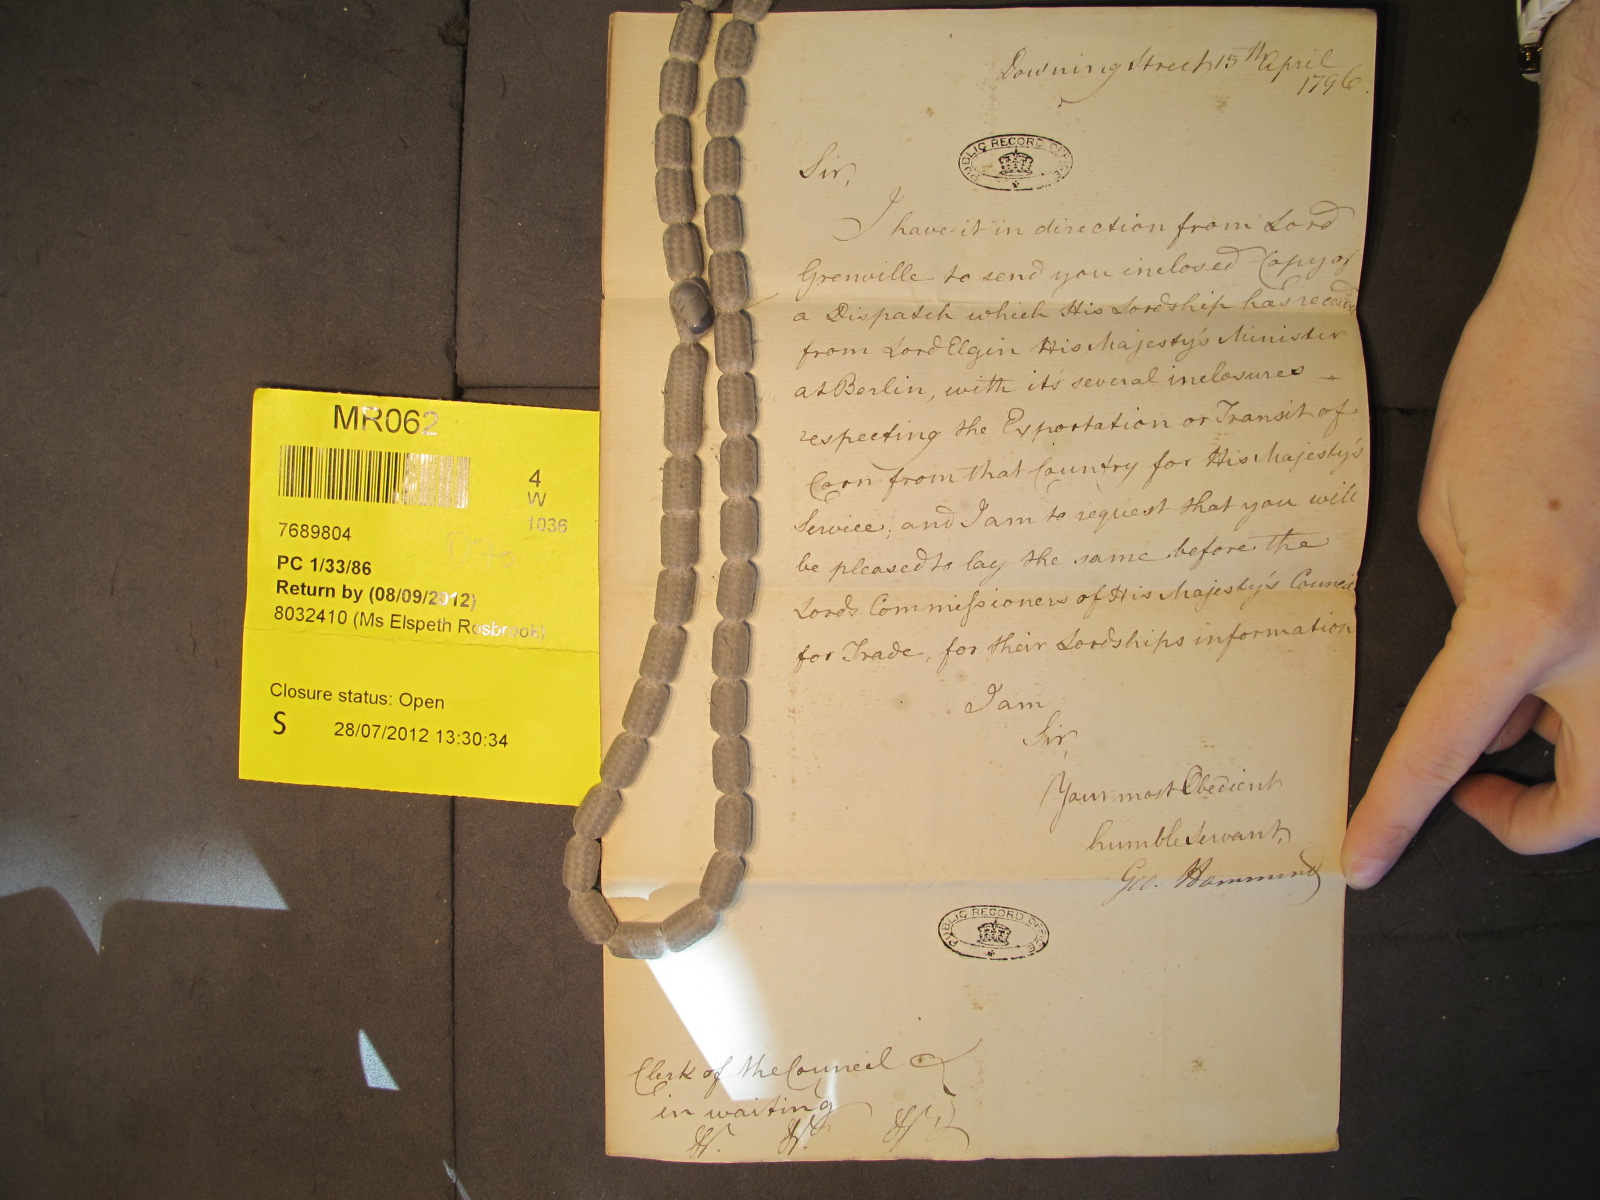 MR062
4
W
1036
7689804
PC 1/33/86
Return by (08/09/2012)
8032410 (Ms Elspeth Rosbrook)
Closure status: Open
S 28/07/2012 13:30:34
Downing Street 15th April
1796.
PUBLIC RECORD OFFICE
Sir,
I have it in direction from Lord
Grenville to send you inclosed Copy of
a Dispatch which His Lordship has received
from Lord Elgin His Majesty's Minister
at Berlin, with it's several inclosures
respecting the Exportation or Transit of
Corn from that Country for His Majesty's
Service; and I am to request that you will
be pleased to lay the same before the
Lords Commissioners of His Majesty's Council
for Trade, for their Lordships information
I am
Sir,
Your most Obedient
humble Servant,
Geo. Hammond
PUBLIC RECORD OFFICE
Clerk of the Council
in waiting